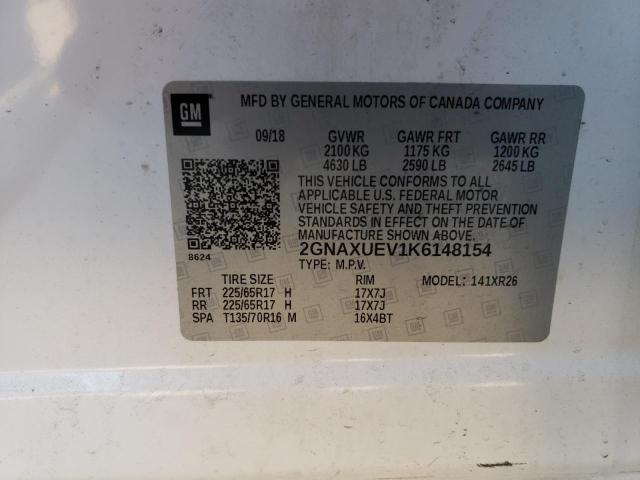 GM
MFD BY GENERAL MOTORS OF CANADA COMPANY
09/18 GVWR GAWR FRT GAWR RR
2100 KG 1175 KG 1200 KG
4630 LB 2590 LB 2645 LB
THIS VEHICLE CONFORMS TO ALL
APPLICABLE U.S. FEDERAL MOTOR
VEHICLE SAFETY AND THEFT PREVENTION
STANDARDS IN EFFECT ON THE DATE OF
MANUFACTURE SHOWN ABOVE.
8624 2GNAXUEV1K6148154
TYPE: M.P.V.
TIRE SIZE RIM MODEL: 141XR26
FRT 225/65R17 H 17X7J
RR 225/65R17 H 17X7J
SPA T135/70R16 M 16X4BT